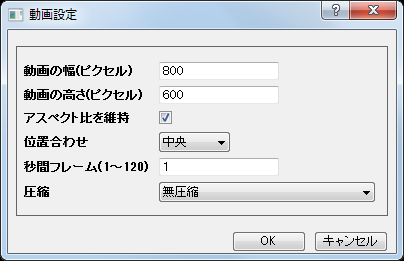 動画設定
動画の幅(ピクセル) 800
動画の高さ(ピクセル) 600
アスペクト比を維持
位置合わせ 中央
秒間フレーム(1～120) 1
圧縮 無圧縮
OK キャンセル